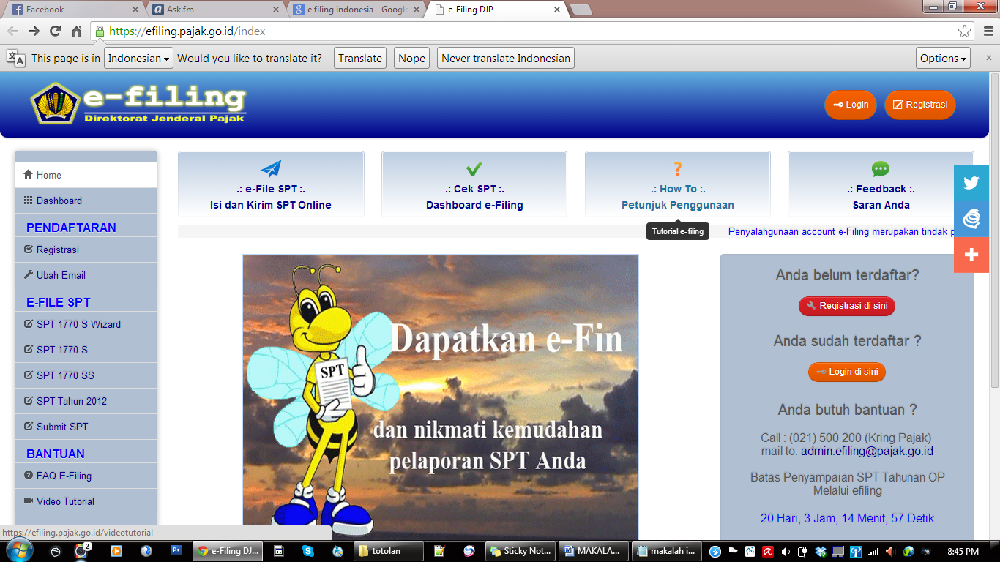 Facebook
Ask.fm
e filing indonesia - Google
e-Filing DJP
https://efiling.pajak.go.id/index
This page is in Indonesian Would you like to translate it? Translate Nope Never translate Indonesian Options
e-filing
Direktorat Jenderal Pajak
Login
Registrasi
Home
Dashboard
PENDAFTARAN
Registrasi
Ubah Email
E-FILE SPT
SPT 1770 S Wizard
SPT 1770 S
SPT 1770 SS
SPT Tahun 2012
Submit SPT
BANTUAN
FAQ E-Filing
Video Tutorial
.: e-File SPT :.
Isi dan Kirim SPT Online
.: Cek SPT :.
Dashboard e-Filing
.: How To :.
Petunjuk Penggunaan
.: Feedback :.
Saran Anda
Tutorial e-filing
Penyalahgunaan account e-Filing merupakan tindak p
SPT
Dapatkan e-Fin
dan nikmati kemudahan
pelaporan SPT Anda
Anda belum terdaftar?
Registrasi di sini
Anda sudah terdaftar ?
Login di sini
Anda butuh bantuan ?
Call : (021) 500 200 (Kring Pajak)
mail to: admin.efiling@pajak.go.id
Batas Penyampaian SPT Tahunan OP
Melalui efiling
20 Hari, 3 Jam, 14 Menit, 57 Detik
https://efiling.pajak.go.id/videotutorial
2
Ps
e-Filing DJ...
totolan
Sticky Not...
MAKALA...
makalah i...
8:45 PM